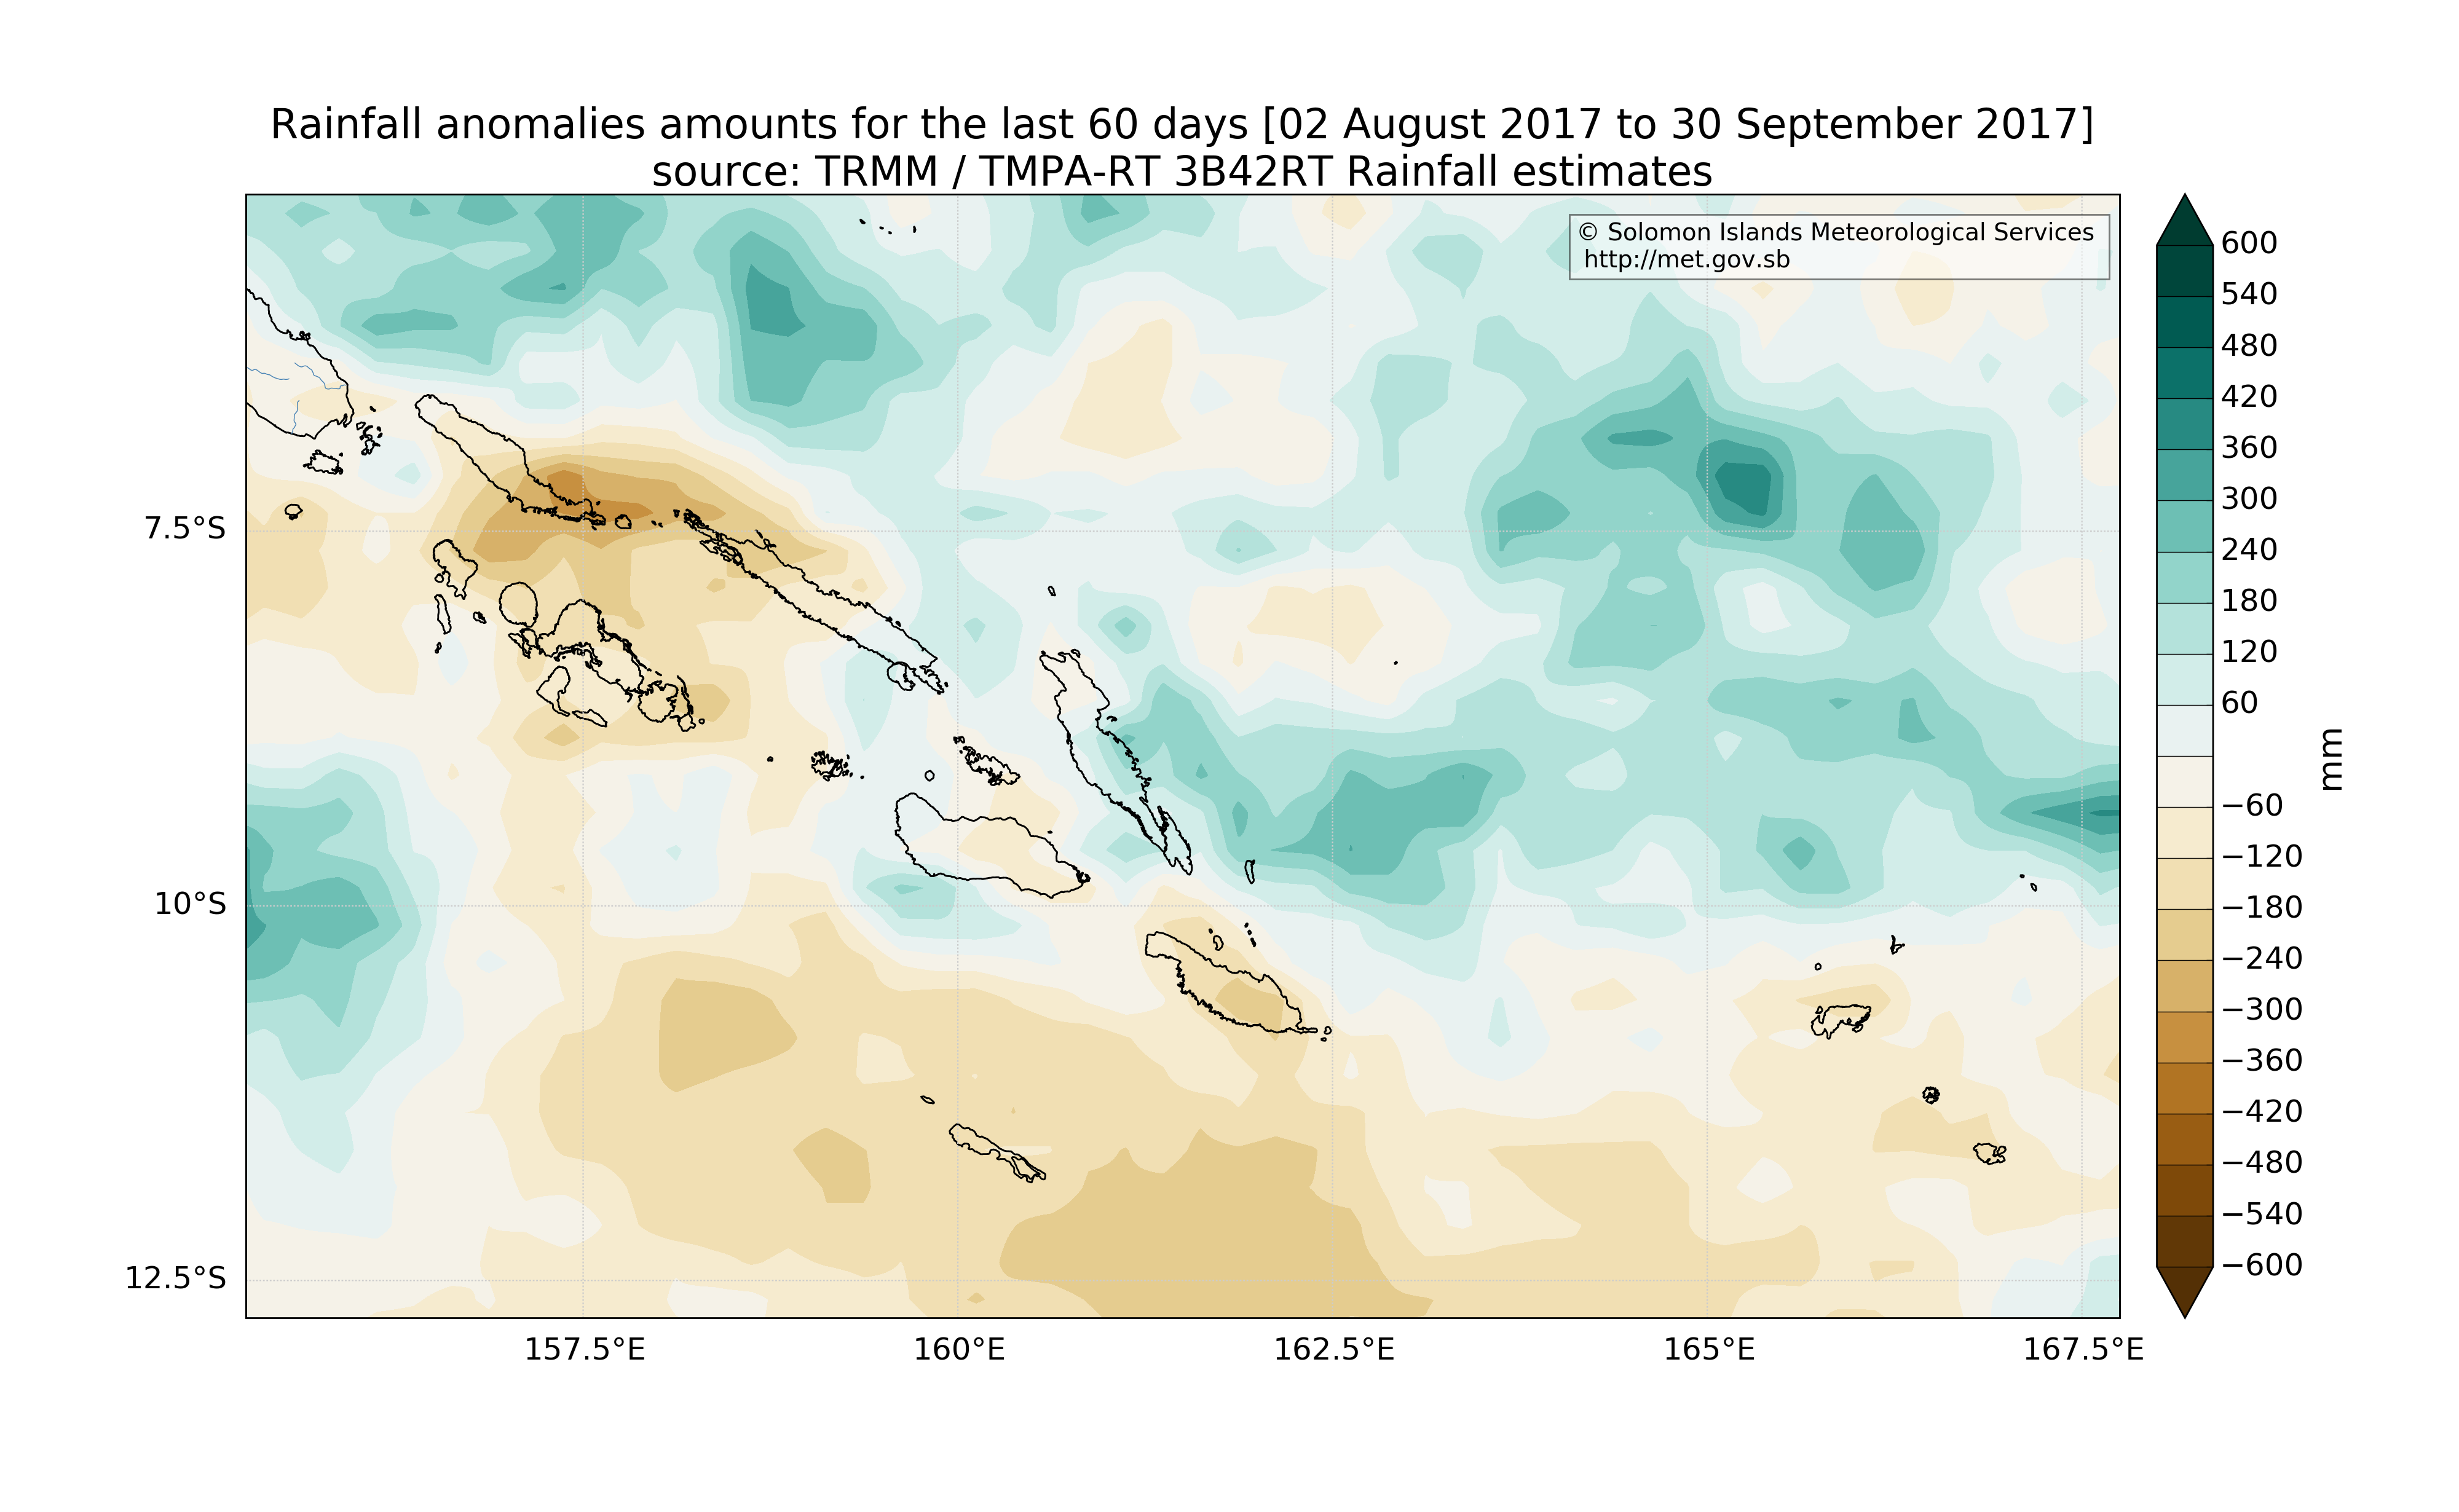 Rainfall anomalies amounts for the last 60 days [02 August 2017 to 30 September 2017]
source: TRMM / TMPA-RT 3B42RT Rainfall estimates
© Solomon Islands Meteorological Services
http://met.gov.sb
7.5°S
10°S
12.5°S
157.5°E
160°E
162.5°E
165°E
167.5°E
600
540
480
420
360
300
240
180
120
60
−60
−120
−180
−240
−300
−360
−420
−480
−540
−600
mm